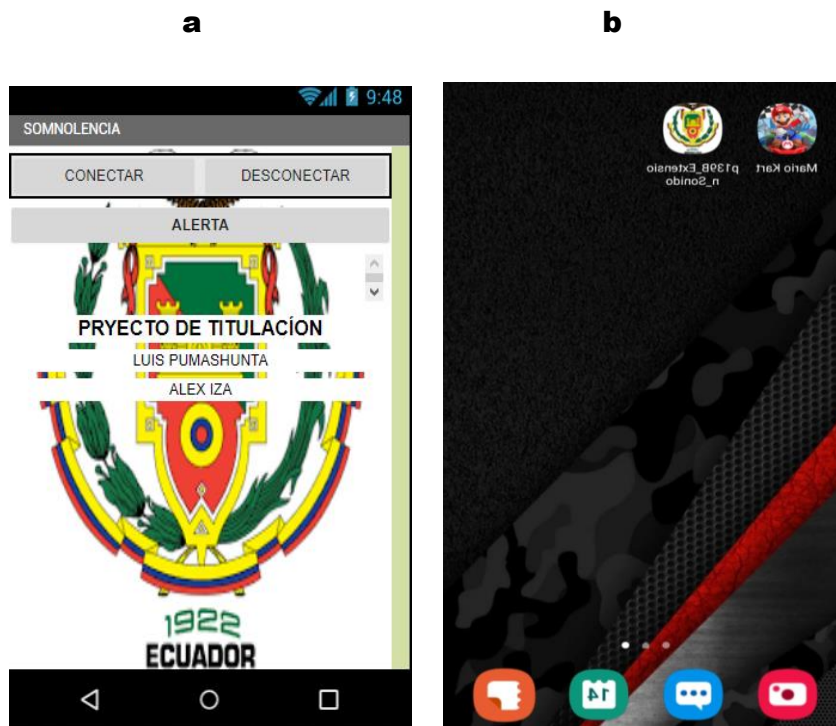 a
b
9:48
SOMNOLENCIA
CONECTAR DESCONECTAR
ALERTA
PRYECTO DE TITULACÍON
LUIS PUMASHUNTA
ALEX IZA
1922
ECUADOR
p139B_Extensio
n_Sonido
Mario Kart
14